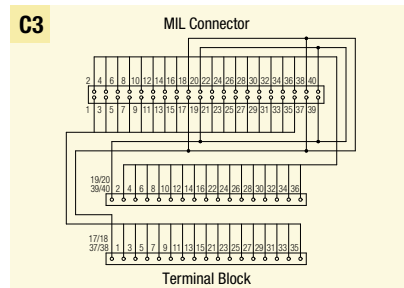 C3
MIL Connector
2 4 6 8 10 12 14 16 18 20 22 24 26 28 30 32 34 36 38 40
1 3 5 7 9 11 13 15 17 19 21 23 25 27 29 31 33 35 37 39
19/20
39/40 2 4 6 8 10 12 14 16 22 24 26 28 30 32 34 36
17/18
37/38 1 3 5 7 9 11 13 15 21 23 25 27 29 31 33 35
Terminal Block